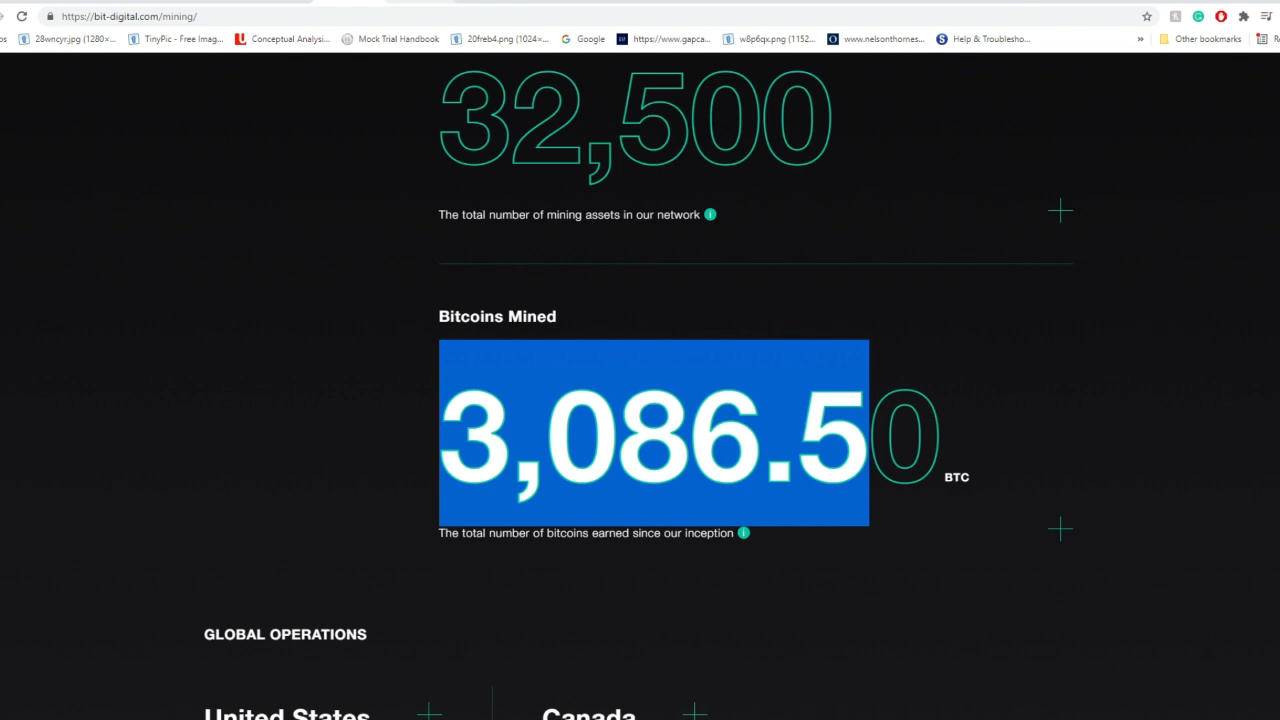 https://bit-digital.com/mining/
28wncyr.jpg (1280×... TinyPic - Free Imag... Conceptual Analysi... Mock Trial Handbook 20freb4.png (1024×... Google https://www.gapca... w8p6qx.png (1152... www.nelsonthornes... Help & Troublesho... » Other bookmarks
32,500
The total number of mining assets in our network
Bitcoins Mined
3,086.50 BTC
The total number of bitcoins earned since our inception
GLOBAL OPERATIONS
United States Canada